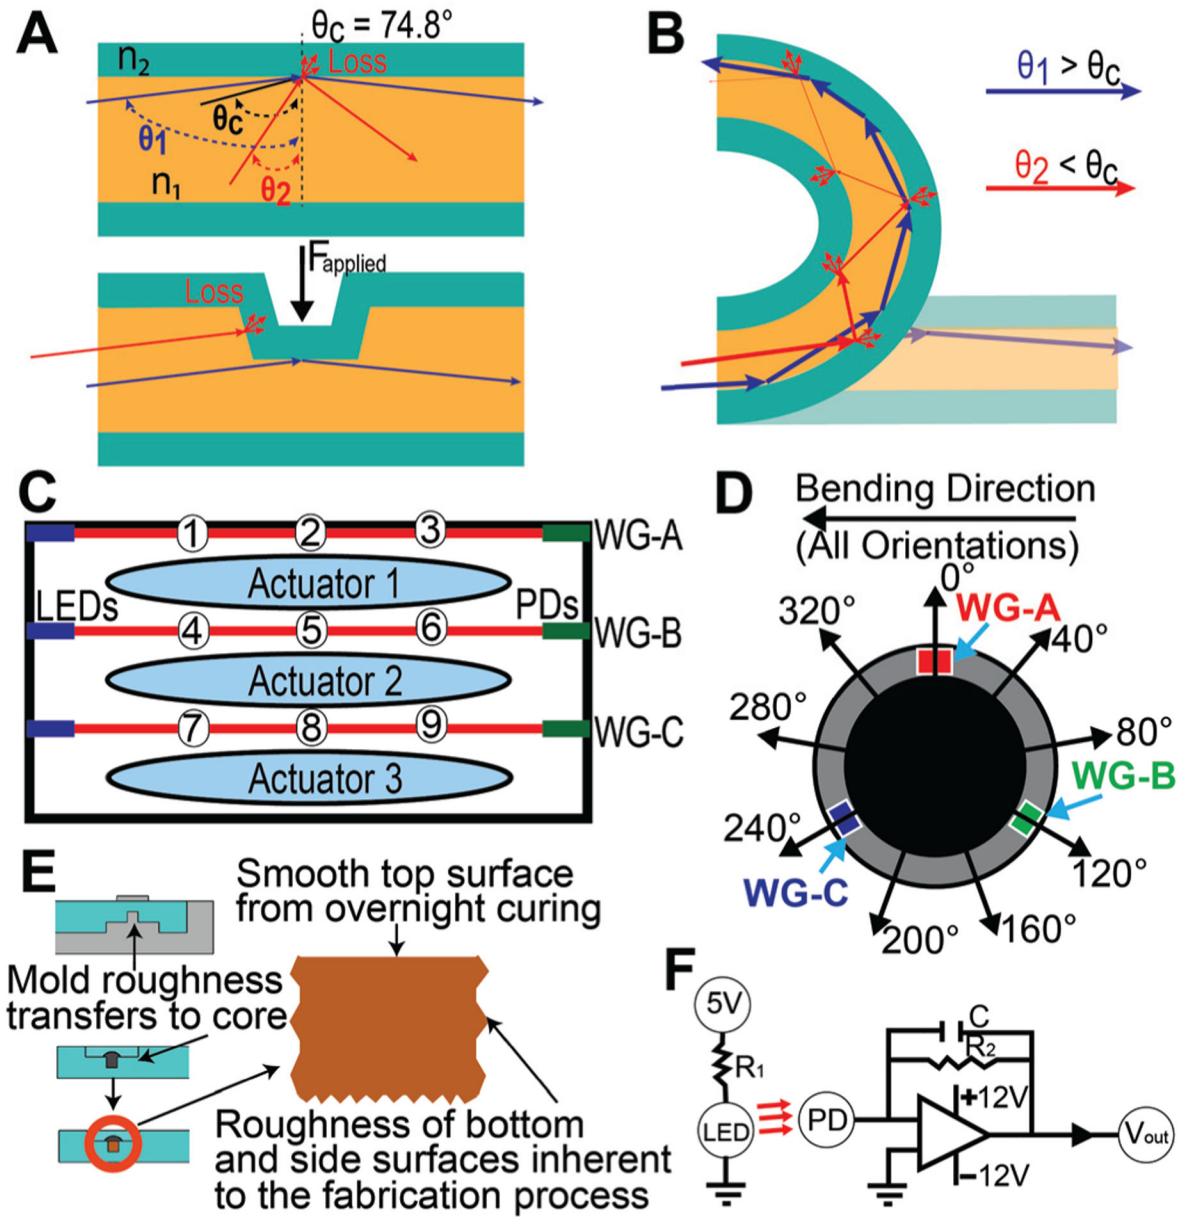 A
θC = 74.8°
n2
Loss
θC
θ1
n1
θ2
Fapplied
Loss
B
θ1 > θC
θ2 < θC
C
1 2 3
WG-A
Actuator 1
LEDs
PDs
4 5 6
WG-B
Actuator 2
7 8 9
WG-C
Actuator 3
D
Bending Direction
(All Orientations)
0°
WG-A
320°
40°
280°
80°
WG-B
240°
120°
WG-C
200°
160°
E
Smooth top surface
from overnight curing
Mold roughness
transfers to core
Roughness of bottom
and side surfaces inherent
to the fabrication process
F
5V
R1
LED
PD
C
R2
+12V
-12V
Vout